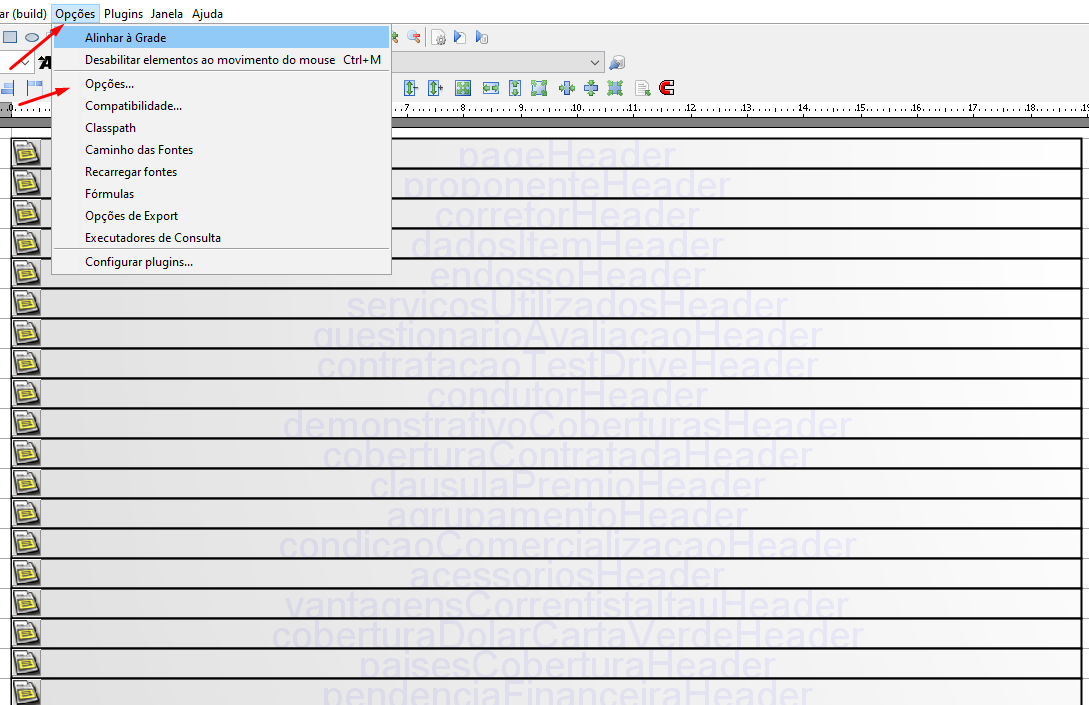 ar (build) Opções Plugins Janela Ajuda
Alinhar à Grade
Desabilitar elementos ao movimento do mouse Ctrl+M
Opções...
Compatibilidade...
Classpath
Caminho das Fontes
Recarregar fontes
Fórmulas
Opções de Export
Executadores de Consulta
Configurar plugins...
0 7 8 9 10 11 12 13 14 15 16 17 18 19
pageHeader
proponenteHeader
corretorHeader
dadosItemHeader
endossoHeader
servicosUtilizadosHeader
questionarioAvaliacaoHeader
contratacaoTestDriveHeader
condutorHeader
demonstrativoCoberturasHeader
coberturaContratadaHeader
clausulaPremioHeader
agrupamentoHeader
condicaoComercializacaoHeader
acessoriosHeader
vantagensCorrentistaItauHeader
coberturaDolarCartaVerdeHeader
paisesCoberturaHeader
pendenciaFinanceiraHeader